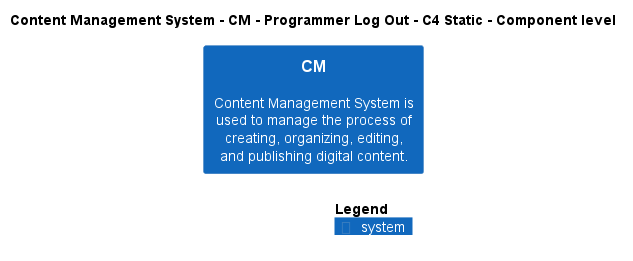 Content Management System - CM - Programmer Log Out - C4 Static - Component level
CM
Content Management System is
used to manage the process of
creating, organizing, editing,
and publishing digital content.
Legend
system